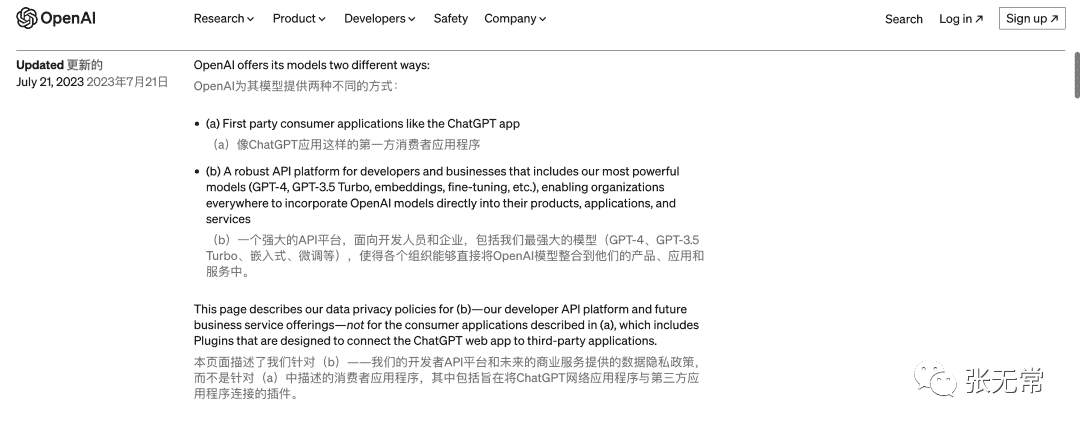 OpenAI
Research Product Developers Safety Company
Search Log in ↗ Sign up ↗
Updated 更新的
July 21, 2023 2023年7月21日
OpenAI offers its models two different ways:
OpenAI为其模型提供两种不同的方式：
• (a) First party consumer applications like the ChatGPT app
（a）像ChatGPT应用这样的第一方消费者应用程序
• (b) A robust API platform for developers and businesses that includes our most powerful
models (GPT-4, GPT-3.5 Turbo, embeddings, fine-tuning, etc.), enabling organizations
everywhere to incorporate OpenAI models directly into their products, applications, and
services
（b）一个强大的API平台，面向开发人员和企业，包括我们最强大的模型（GPT-4、GPT-3.5
Turbo、嵌入式、微调等），使得各个组织能够直接将OpenAI模型整合到他们的产品、应用和
服务中。
This page describes our data privacy policies for (b)—our developer API platform and future
business service offerings—not for the consumer applications described in (a), which includes
Plugins that are designed to connect the ChatGPT web app to third-party applications.
本页面描述了我们针对（b）——我们的开发者API平台和未来的商业服务提供的数据隐私政策，
而不是针对（a）中描述的消费者应用程序，其中包括旨在将ChatGPT网络应用程序与第三方应
用程序连接的插件。
张无常